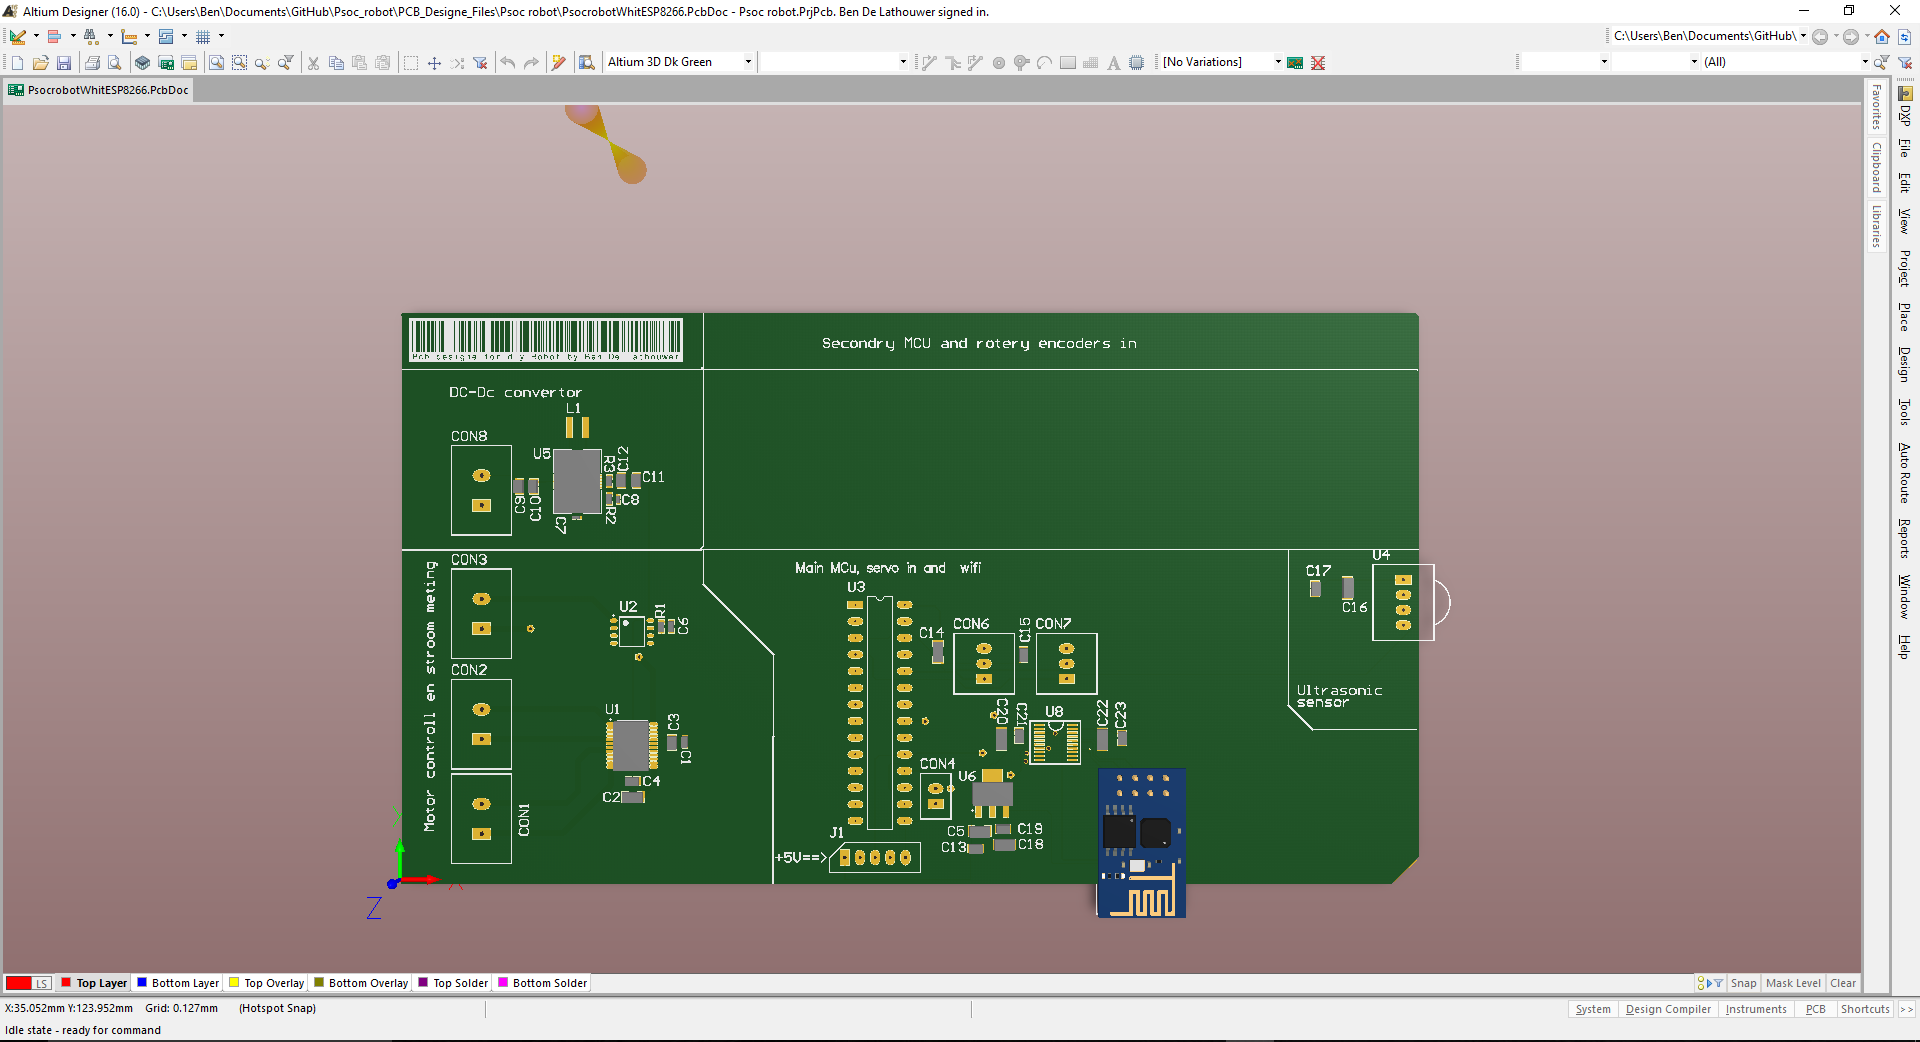 Altium Designer (16.0) - C:\Users\Ben\Documents\GitHub\Psoc_robot\PCB_Designe_Files\Psoc robot\PsocrobotWhitESP8266.PcbDoc - Psoc robot.PrjPcb. Ben De Lathouwer signed in.
C:\Users\Ben\Documents\GitHub\
Altium 3D Dk Green
[No Variations]
(All)
PsocrobotWhitESP8266.PcbDoc
Favorites
Clipboard
Libraries
DXP
File
Edit
View
Project
Place
Design
Tools
Auto Route
Reports
Window
Help
Pcb designe for diy Robot by Ben De Lathouwer
Secondry MCU and rotery encoders in
DC-Dc convertor
L1
CON8
U5
R3
C12
C11
C9
C10
C8
R2
C7
CON3
Motor controll en stroom meting
U2
R1
C6
CON2
U1
C3
C1
C4
C2
CON1
Main MCu, servo in and wifi
U3
C14
CON6
C15
CON7
C20
C21
U8
C22
C23
CON4
U6
C5
C19
C13
C18
J1
+5V==>
U4
C17
C16
Ultrasonic
sensor
X
Z
LS
Top Layer
Bottom Layer
Top Overlay
Bottom Overlay
Top Solder
Bottom Solder
Snap
Mask Level
Clear
X:35.052mm Y:123.952mm
Grid: 0.127mm
(Hotspot Snap)
System
Design Compiler
Instruments
PCB
Shortcuts
>>
Idle state - ready for command